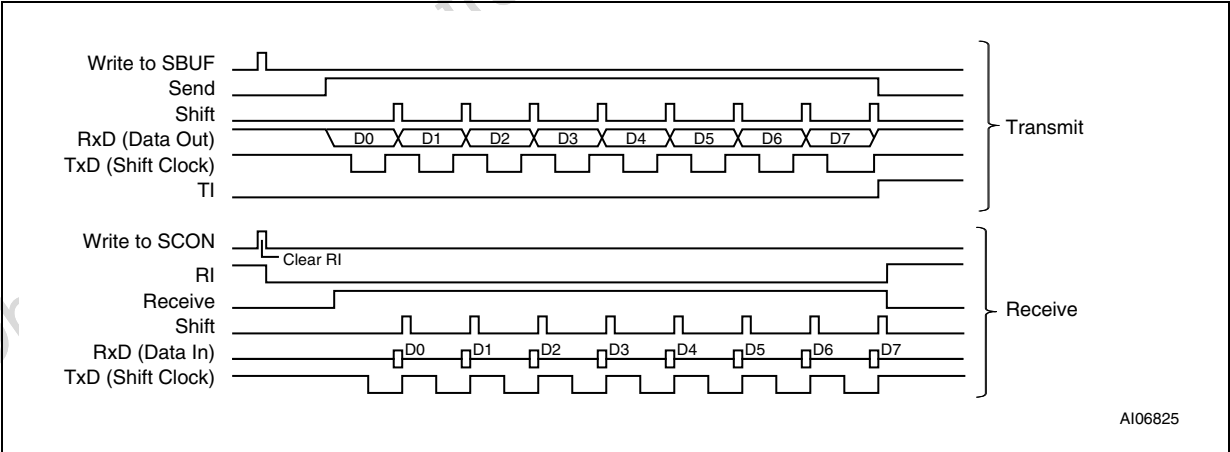 Write to SBUF
Send
Shift
RxD (Data Out) D0 D1 D2 D3 D4 D5 D6 D7
TxD (Shift Clock)
TI
Transmit
Write to SCON
Clear RI
RI
Receive
Shift
RxD (Data In) D0 D1 D2 D3 D4 D5 D6 D7
TxD (Shift Clock)
Receive
AI06825